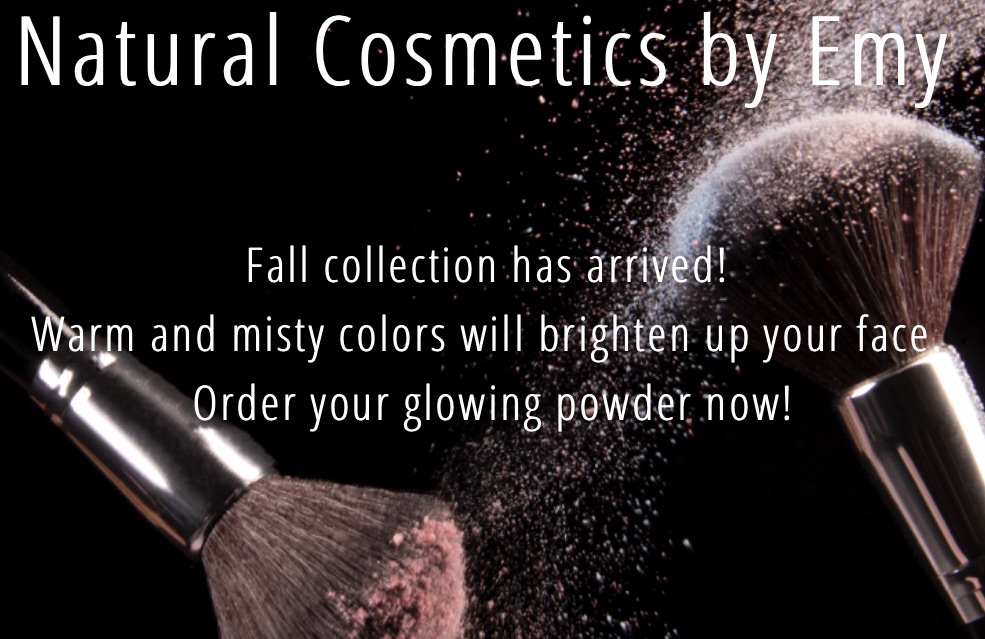 Natural Cosmetics by Emy
Fall collection has arrived!
Warm and misty colors will brighten up your face.
Order your glowing powder now!